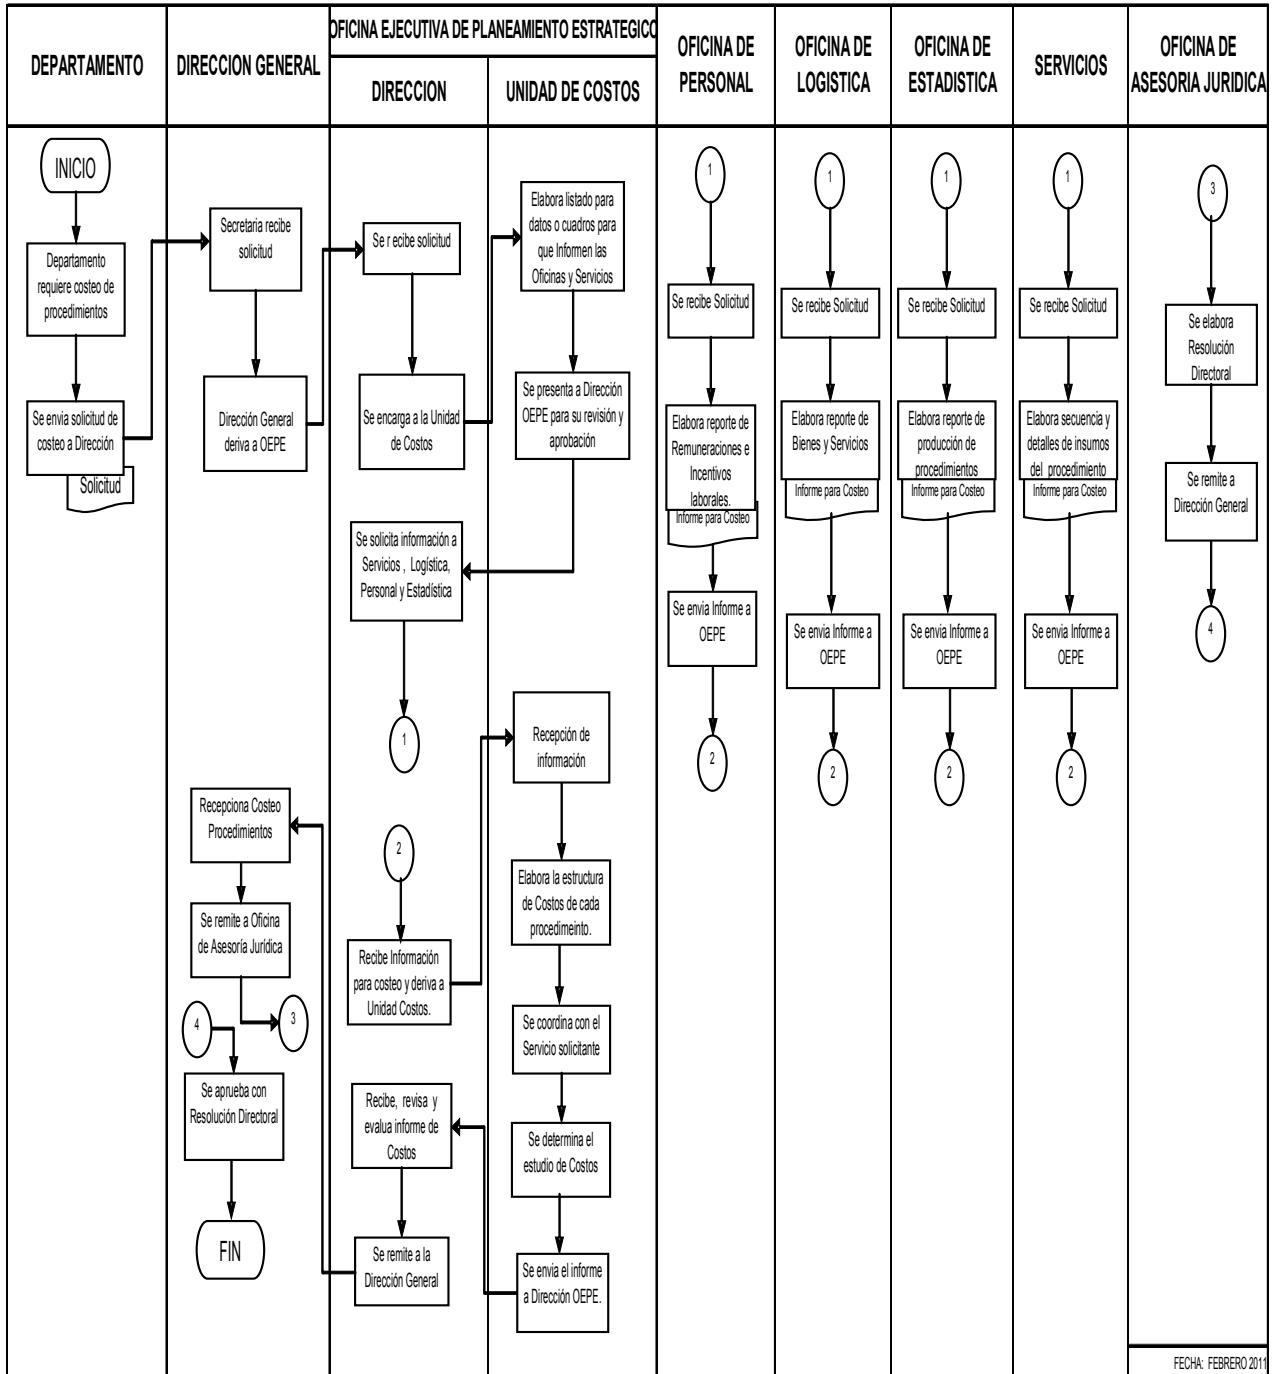 DEPARTAMENTO
DIRECCION GENERAL
OFICINA EJECUTIVA DE PLANEAMIENTO ESTRATEGICO
DIRECCION
UNIDAD DE COSTOS
OFICINA DE
PERSONAL
OFICINA DE
LOGISTICA
OFICINA DE
ESTADISTICA
SERVICIOS
OFICINA DE
ASESORIA JURIDICA
INICIO
Departamento
requiere costeo de
procedimientos
Se envia solicitud de
costeo a Dirección
Solicitud
Secretaria recibe
solicitud
Dirección General
deriva a OEPE
Recepciona Costeo
Procedimientos
Se remite a Oficina
de Asesoría Jurídica
3
4
Se aprueba con
Resolución Directoral
FIN
Se r ecibe solicitud
Se encarga a la Unidad
de Costos
Se solicita información a
Servicios , Logística,
Personal y Estadística
1
2
Recibe Información
para costeo y deriva a
Unidad Costos.
Recibe, revisa y
evalua informe de
Costos
Se remite a la
Dirección General
Elabora listado para
datos o cuadros para
que Informen las
Oficinas y Servicios
Se presenta a Dirección
OEPE para su revisión y
aprobación
Recepción de
información
Elabora la estructura
de Costos de cada
procedimeinto.
Se coordina con el
Servicio solicitante
Se determina el
estudio de Costos
Se envia el informe
a Dirección OEPE.
1
Se recibe Solicitud
Elabora reporte de
Remuneraciones e
Incentivos
laborales.
Informe para Costeo
Se envia Informe a
OEPE
2
1
Se recibe Solicitud
Elabora reporte de
Bienes y Servicios
Informe para Costeo
Se envia Informe a
OEPE
2
1
Se recibe Solicitud
Elabora reporte de
producción de
procedimientos
Informe para Costeo
Se envia Informe a
OEPE
2
1
Se recibe Solicitud
Elabora secuencia y
detalles de insumos
del procedimiento
Informe para Costeo
Se envia Informe a
OEPE
2
3
Se elabora
Resolución
Directoral
Se remite a
Dirección General
4
FECHA: FEBRERO 2011